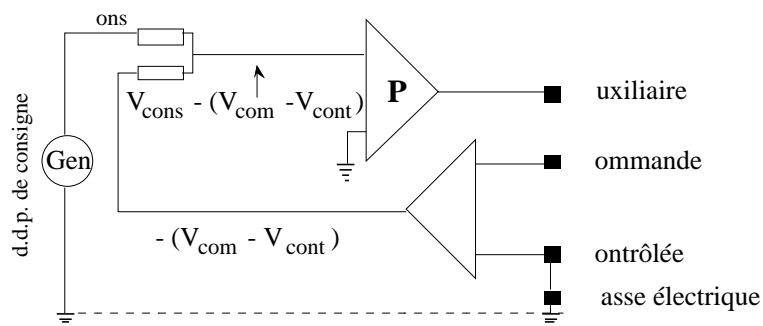 ons
V_cons - (V_com -V_cont)
P
uxiliaire
Gen
ommande
d.d.p. de consigne
- (V_com - V_cont)
ontrôlée
asse électrique